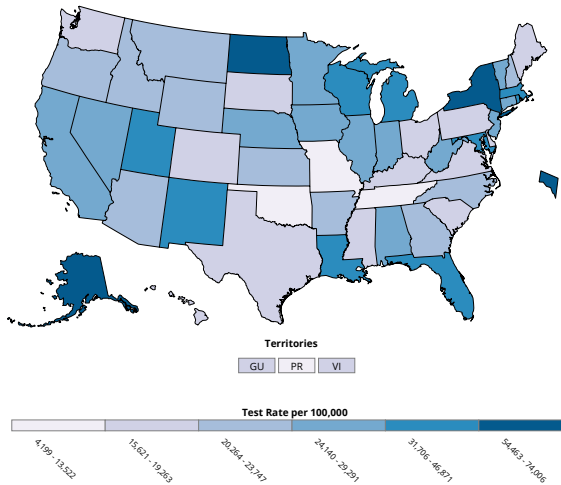 Territories
GU PR VI
Test Rate per 100,000
4,199 - 13,522
15,621 - 19,263
20,264 - 23,747
24,140 - 29,291
31,706 - 46,871
54,463 - 74,006